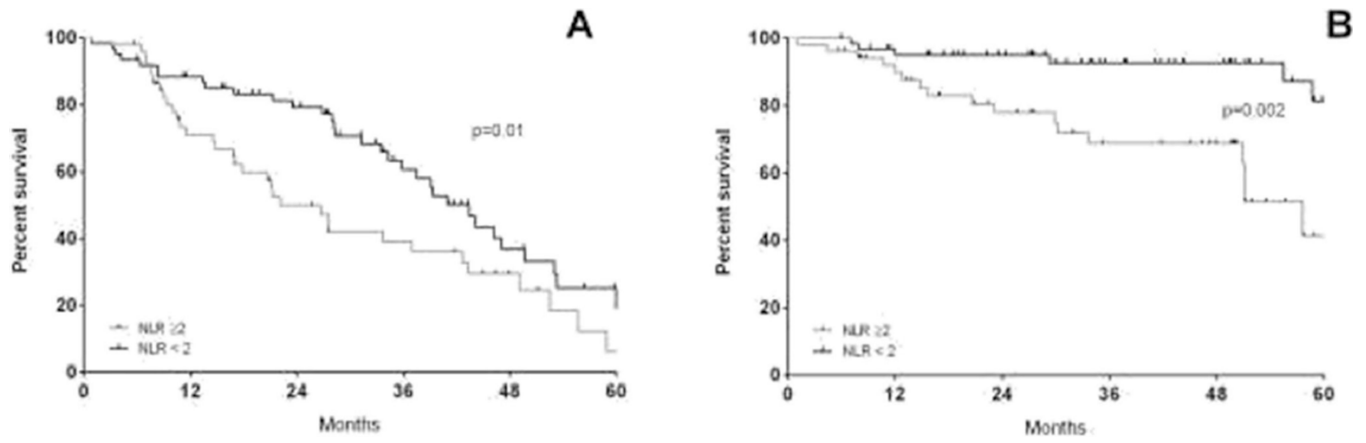 A
100
80
60
40
20
0
Percent survival
p=0.01
NLR ≥2
NLR < 2
0 12 24 36 48 60
Months
B
100
80
60
40
20
0
Percent survival
p=0.002
NLR ≥2
NLR < 2
0 12 24 36 48 60
Months